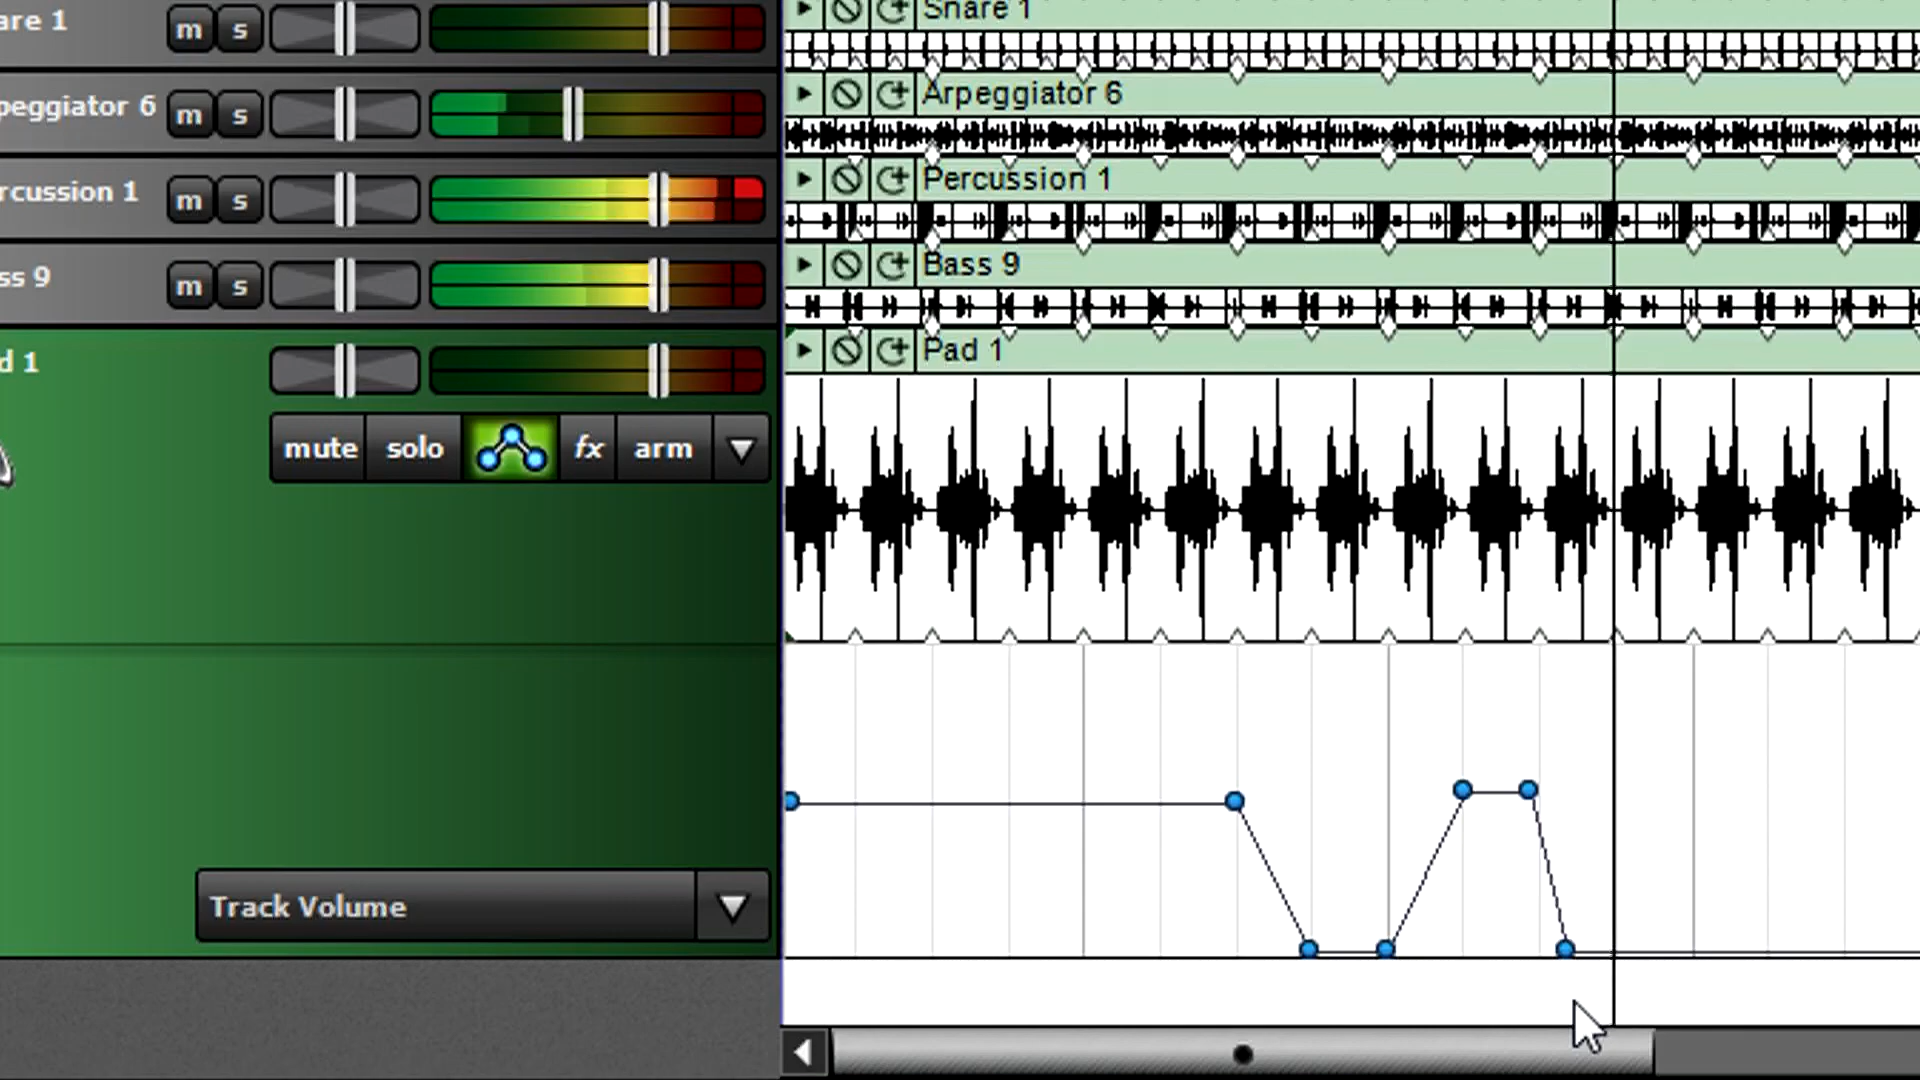 are 1 m s
Snare 1
peggiator 6 m s
Arpeggiator 6
rcussion 1 m s
Percussion 1
ss 9 m s
Bass 9
d 1
Pad 1
mute solo fx arm
Track Volume